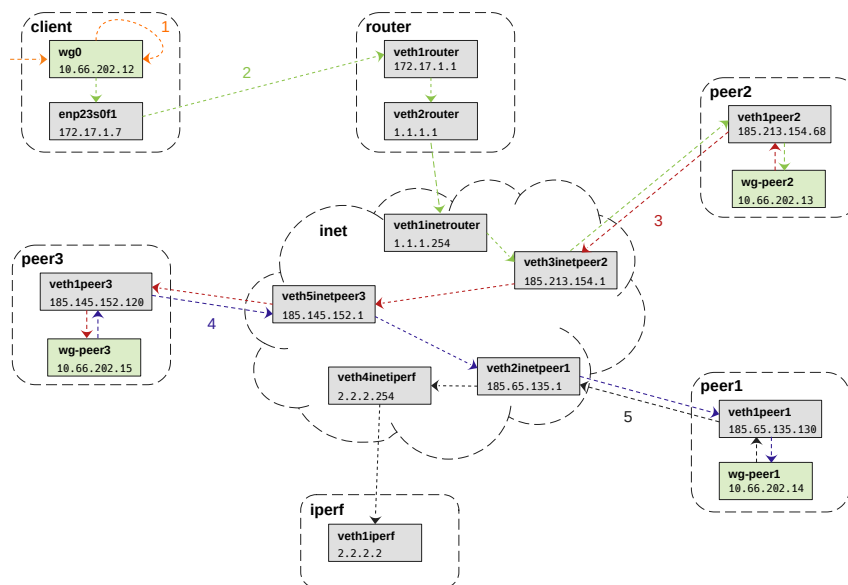 client
1
wg0
10.66.202.12
enp23s0f1
172.17.1.7
2
router
veth1router
172.17.1.1
veth2router
1.1.1.1
peer2
veth1peer2
185.213.154.68
wg-peer2
10.66.202.13
3
inet
veth1inetrouter
1.1.1.254
veth3inetpeer2
185.213.154.1
peer3
veth1peer3
185.145.152.120
wg-peer3
10.66.202.15
4
veth5inetpeer3
185.145.152.1
veth4inetiperf
2.2.2.254
veth2inetpeer1
185.65.135.1
5
peer1
veth1peer1
185.65.135.130
wg-peer1
10.66.202.14
iperf
veth1iperf
2.2.2.2